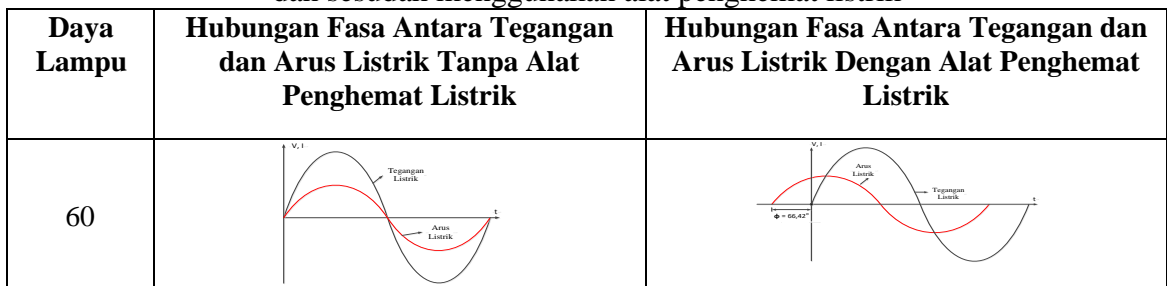 dan sesudah menggunakan alat penghemat listrik
Daya
Lampu
Hubungan Fasa Antara Tegangan
dan Arus Listrik Tanpa Alat
Penghemat Listrik
Hubungan Fasa Antara Tegangan dan
Arus Listrik Dengan Alat Penghemat
Listrik
60
V, I
Tegangan
Listrik
t
Arus
Listrik
V, I
Arus
Listrik
Tegangan
Listrik
t
Φ = 66,42°